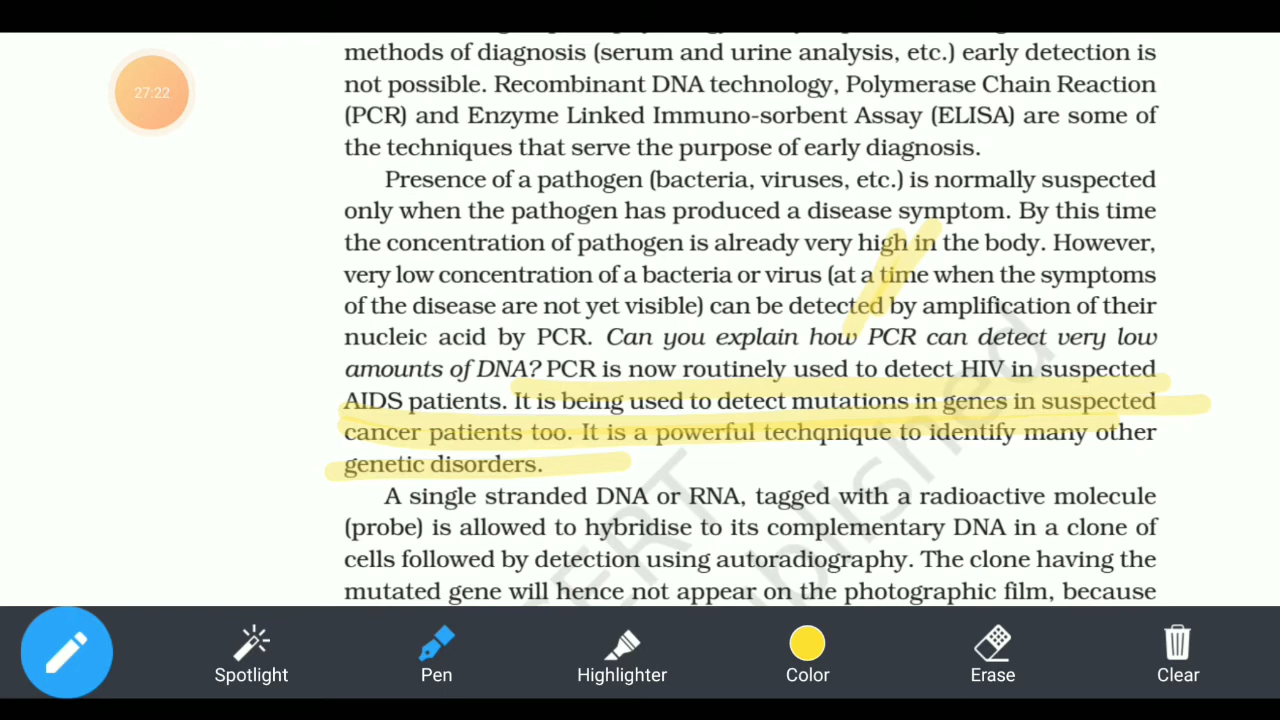 27:22
methods of diagnosis (serum and urine analysis, etc.) early detection is
not possible. Recombinant DNA technology, Polymerase Chain Reaction
(PCR) and Enzyme Linked Immuno-sorbent Assay (ELISA) are some of
the techniques that serve the purpose of early diagnosis.
Presence of a pathogen (bacteria, viruses, etc.) is normally suspected
only when the pathogen has produced a disease symptom. By this time
the concentration of pathogen is already very high in the body. However,
very low concentration of a bacteria or virus (at a time when the symptoms
of the disease are not yet visible) can be detected by amplification of their
nucleic acid by PCR. Can you explain how PCR can detect very low
amounts of DNA? PCR is now routinely used to detect HIV in suspected
AIDS patients. It is being used to detect mutations in genes in suspected
cancer patients too. It is a powerful techqnique to identify many other
genetic disorders.
A single stranded DNA or RNA, tagged with a radioactive molecule
(probe) is allowed to hybridise to its complementary DNA in a clone of
cells followed by detection using autoradiography. The clone having the
mutated gene will hence not appear on the photographic film, because
Spotlight
Pen
Highlighter
Color
Erase
Clear